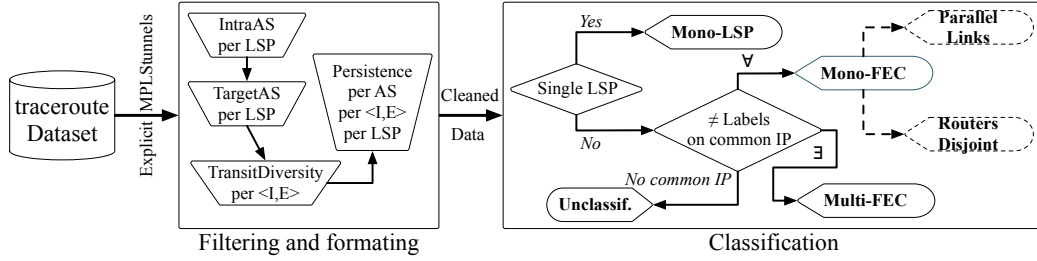 traceroute
Dataset
Explicit MPLStunnels
IntraAS
per LSP
TargetAS
per LSP
TransitDiversity
per <I,E>
Persistence
per AS
per <I,E>
per LSP
Filtering and formating
Cleaned
Data
Single LSP
Yes
No
Mono-LSP
≠ Labels
on common IP
∀
∃
No common IP
Unclassif.
Mono-FEC
Multi-FEC
Parallel
Links
Routers
Disjoint
Classification